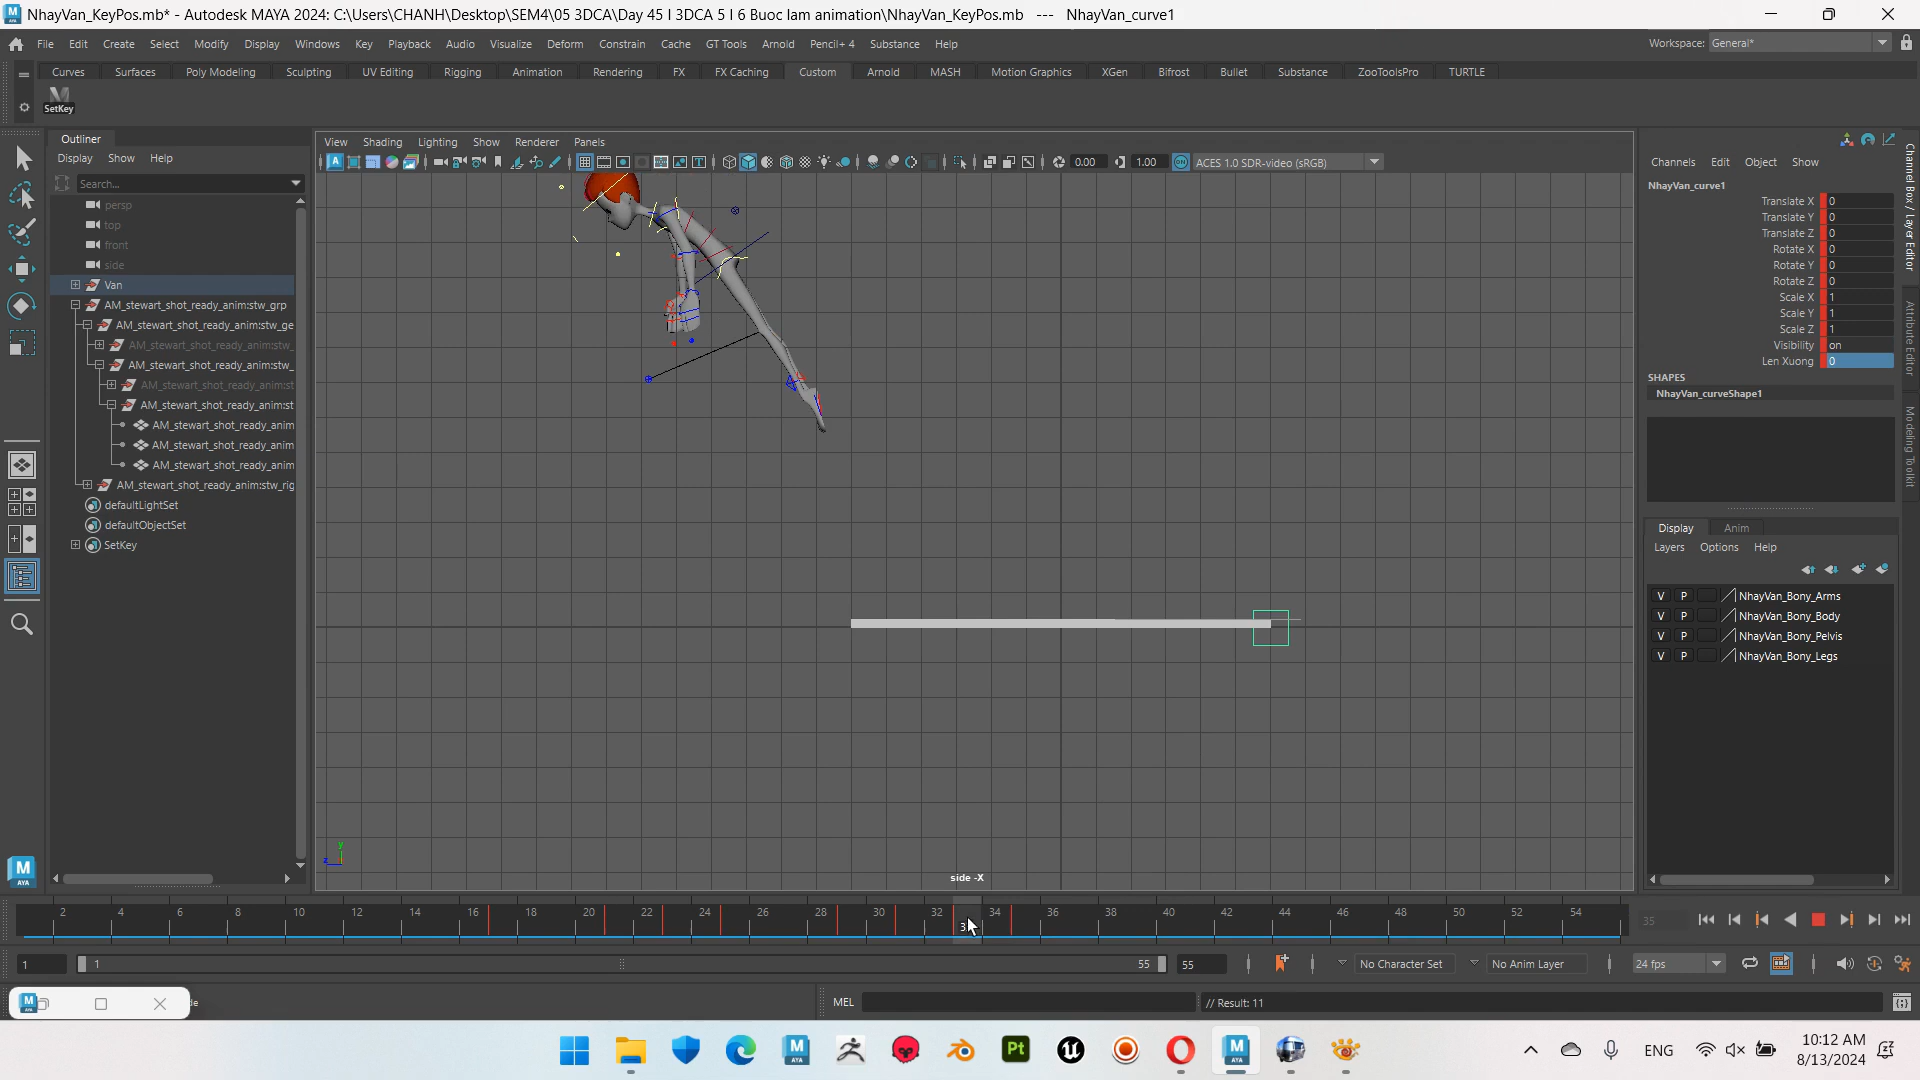 NhayVan_KeyPos.mb* - Autodesk MAYA 2024: C:\Users\CHANH\Desktop\SEM4\05 3DCA\Day 45 I 3DCA 5 I 6 Buoc lam animation\NhayVan_KeyPos.mb --- NhayVan_curve1
File Edit Create Select Modify Display Windows Key Playback Audio Visualize Deform Constrain Cache GT Tools Arnold Pencil+ 4 Substance Help
Workspace: General*
Curves Surfaces Poly Modeling Sculpting UV Editing Rigging Animation Rendering FX FX Caching Custom Arnold MASH Motion Graphics XGen Bifrost Bullet Substance ZooToolsPro TURTLE
SetKey
Outliner
Display Show Help
Search...
persp
top
front
side
Van
AM_stewart_shot_ready_anim:stw_grp
AM_stewart_shot_ready_anim:stw_ge
AM_stewart_shot_ready_anim:stw_
AM_stewart_shot_ready_anim:stw_
AM_stewart_shot_ready_anim:st
AM_stewart_shot_ready_anim:st
AM_stewart_shot_ready_anim
AM_stewart_shot_ready_anim
AM_stewart_shot_ready_anim
AM_stewart_shot_ready_anim:stw_rig
defaultLightSet
defaultObjectSet
SetKey
View Shading Lighting Show Renderer Panels
0.00 1.00 ON ACES 1.0 SDR-video (sRGB)
side -X
Channels Edit Object Show
NhayVan_curve1
Translate X 0
Translate Y 0
Translate Z 0
Rotate X 0
Rotate Y 0
Rotate Z 0
Scale X 1
Scale Y 1
Scale Z 1
Visibility on
Len Xuong 0
SHAPES
NhayVan_curveShape1
Display Anim
Layers Options Help
V P NhayVan_Bony_Arms
V P NhayVan_Bony_Body
V P NhayVan_Bony_Pelvis
V P NhayVan_Bony_Legs
Channel Box / Layer Editor
Attribute Editor
Modeling Toolkit
2 4 6 8 10 12 14 16 18 20 22 24 26 28 30 32 34 36 38 40 42 44 46 48 50 52 54
35
1 1 55 55
No Character Set No Anim Layer 24 fps
MEL // Result: 11
10:12 AM
ENG
8/13/2024